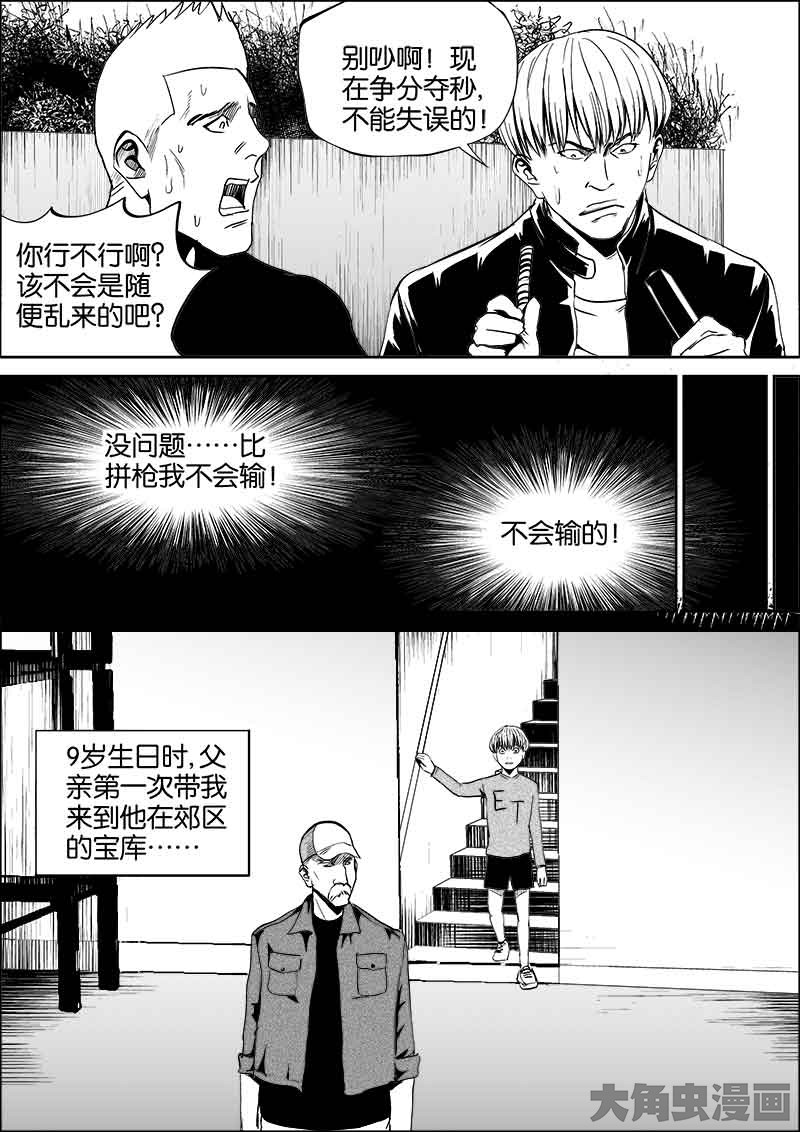 别吵啊！现
在争分夺秒，
不能失误的！
你行不行啊？
该不会是随
便乱来的吧？
没问题……比
拼枪我不会输！
不会输的！
9岁生日时，父
亲第一次带我
来到他在郊区
的宝库……
ET
大角虫漫画